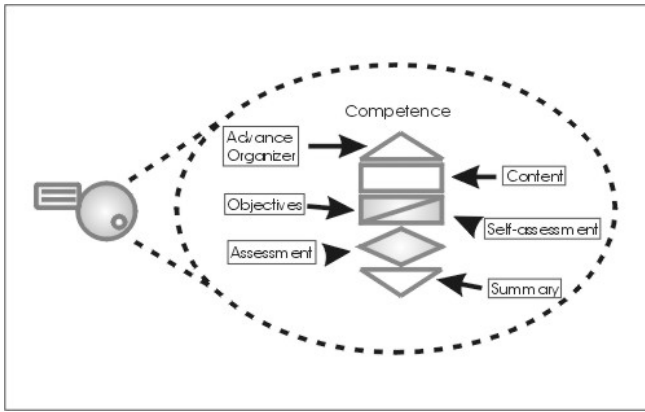 Competence
Advance
Organizer
Content
Objectives
Self-assessment
Assessment
Summary